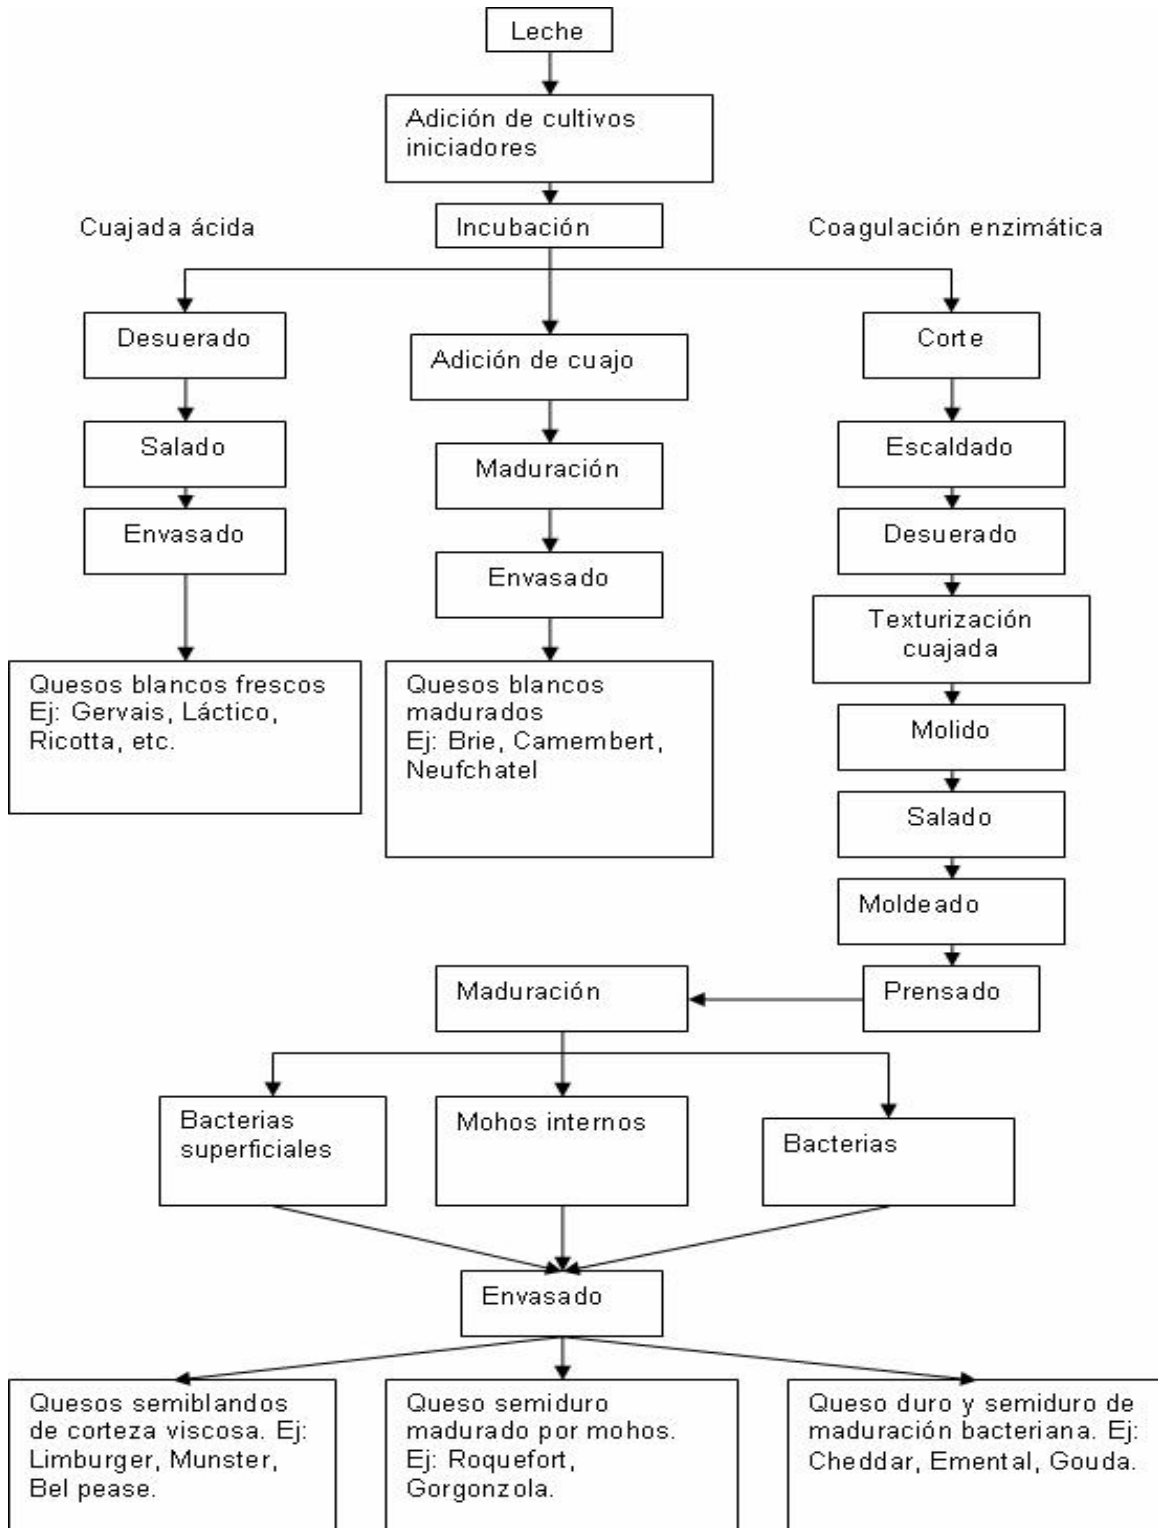 Leche
Adición de cultivos
iniciadores
Cuajada ácida
Incubación
Coagulación enzimática
Desuerado
Adición de cuajo
Corte
Salado
Maduración
Escaldado
Envasado
Envasado
Desuerado
Texturización
cuajada
Quesos blancos frescos
Ej: Gervais, Láctico,
Ricotta, etc.
Quesos blancos
madurados
Ej: Brie, Camembert,
Neufchatel
Molido
Salado
Moldeado
Prensado
Maduración
Bacterias
superficiales
Mohos internos
Bacterias
Envasado
Quesos semiblandos
de corteza viscosa. Ej:
Limburger, Munster,
Bel pease.
Queso semiduro
madurado por mohos.
Ej: Roquefort,
Gorgonzola.
Queso duro y semiduro de
maduración bacteriana. Ej:
Cheddar, Emental, Gouda.